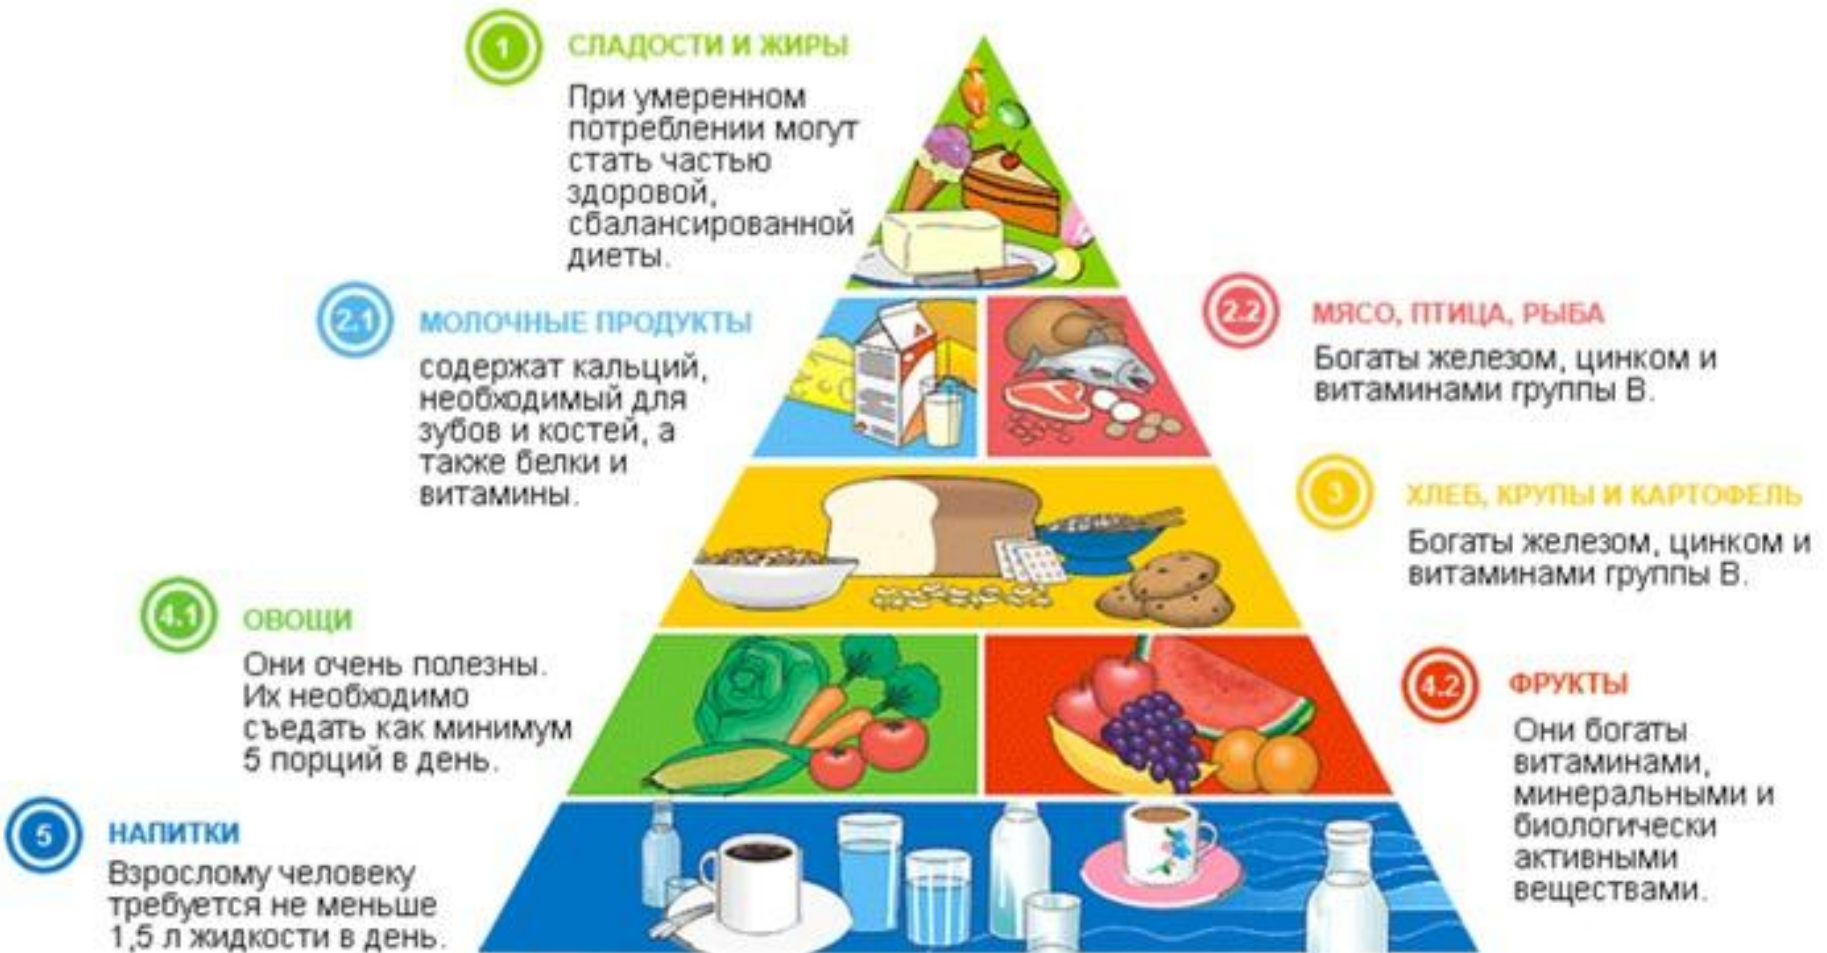 1
СЛАДОСТИ И ЖИРЫ
При умеренном
потреблении могут
стать частью
здоровой,
сбалансированной
диеты.
2.1
МОЛОЧНЫЕ ПРОДУКТЫ
содержат кальций,
необходимый для
зубов и костей, а
также белки и
витамины.
2.2
МЯСО, ПТИЦА, РЫБА
Богаты железом, цинком и
витаминами группы В.
3
ХЛЕБ, КРУПЫ И КАРТОФЕЛЬ
Богаты железом, цинком и
витаминами группы В.
4.1
ОВОЩИ
Они очень полезны.
Их необходимо
съедать как минимум
5 порций в день.
4.2
ФРУКТЫ
Они богаты
витаминами,
минеральными и
биологически
активными
веществами.
5
НАПИТКИ
Взрослому человеку
требуется не меньше
1,5 л жидкости в день.